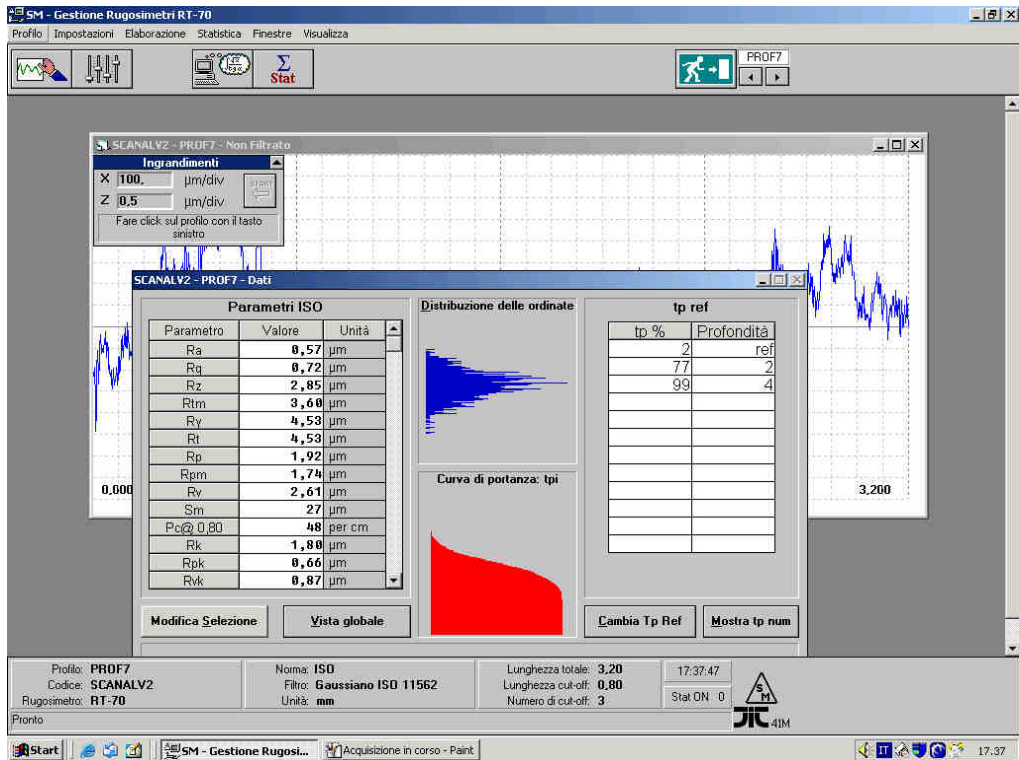 SM - Gestione Rugosimetri RT-70
Profilo Impostazioni Elaborazione Statistica Finestre Visualizza
Σ
Stat
PROF7
SCANALV2 - PROF7 - Non Filtrato
Ingrandimenti
X 100, µm/div
START
Z 0,5 µm/div
Fare click sul profilo con il tasto
sinistro
0,000
3,200
SCANALV2 - PROF7 - Dati
Parametri ISO
Parametro Valore Unità
Ra 0,57 µm
Rq 0,72 µm
Rz 2,85 µm
Rtm 3,60 µm
Ry 4,53 µm
Rt 4,53 µm
Rp 1,92 µm
Rpm 1,74 µm
Rv 2,61 µm
Sm 27 µm
Pc@ 0,80 48 per cm
Rk 1,80 µm
Rpk 0,66 µm
Rvk 0,87 µm
Distribuzione delle ordinate
Curva di portanza: tpi
tp ref
tp % Profondità
2 ref
77 2
99 4
Modifica Selezione Vista globale Cambia Tp Ref Mostra tp num
Profilo: PROF7
Codice: SCANALV2
Rugosimetro: RT-70
Norma: ISO
Filtro: Gaussiano ISO 11562
Unità: mm
Lunghezza totale: 3,20
Lunghezza cut-off: 0,80
Numero di cut-off: 3
17:37:47
Stat ON 0
S
M
41M
Pronto
Start SM - Gestione Rugosi... Acquisizione in corso - Paint IT 17.37